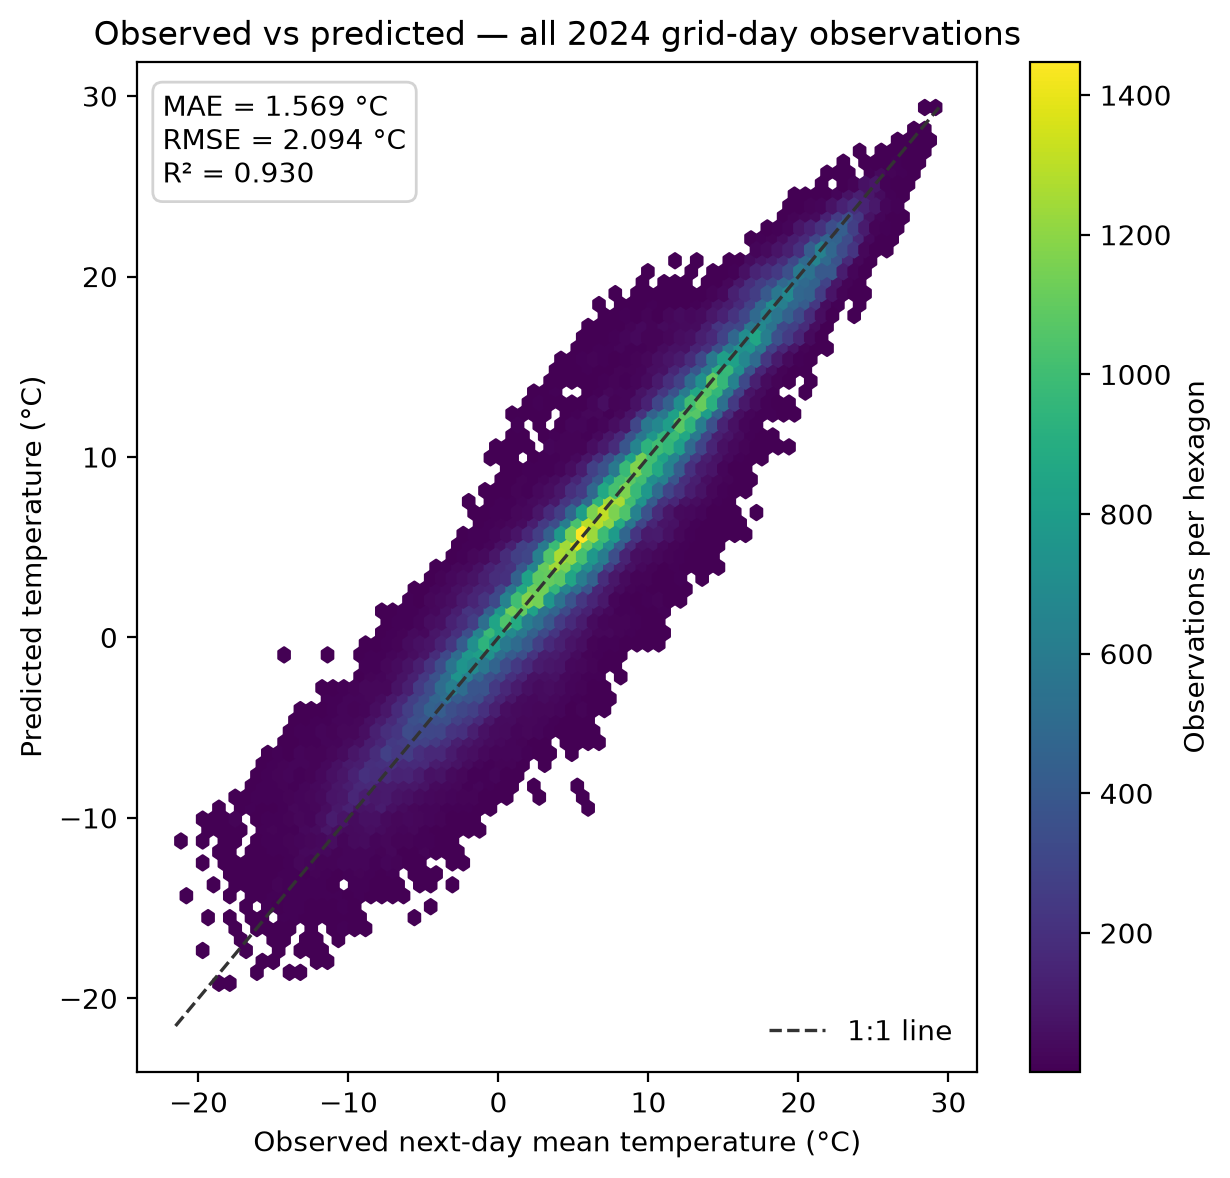 Observed vs predicted — all 2024 grid-day observations
MAE = 1.569 °C
RMSE = 2.094 °C
R² = 0.930
30
20
10
0
−10
−20
Predicted temperature (°C)
−20
−10
0
10
20
30
Observed next-day mean temperature (°C)
1:1 line
1400
1200
1000
800
600
400
200
Observations per hexagon